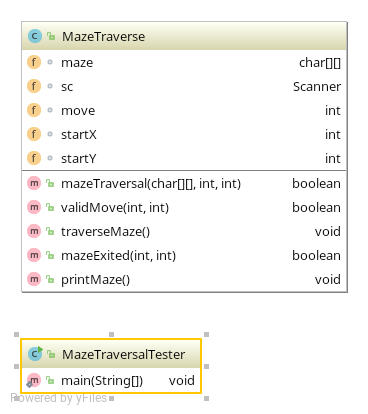 MazeTraverse
maze char[][]
sc Scanner
move int
startX int
startY int
mazeTraversal(char[][], int, int) boolean
validMove(int, int) boolean
traverseMaze() void
mazeExited(int, int) boolean
printMaze() void
MazeTraversalTester
main(String[]) void
Powered by yFiles